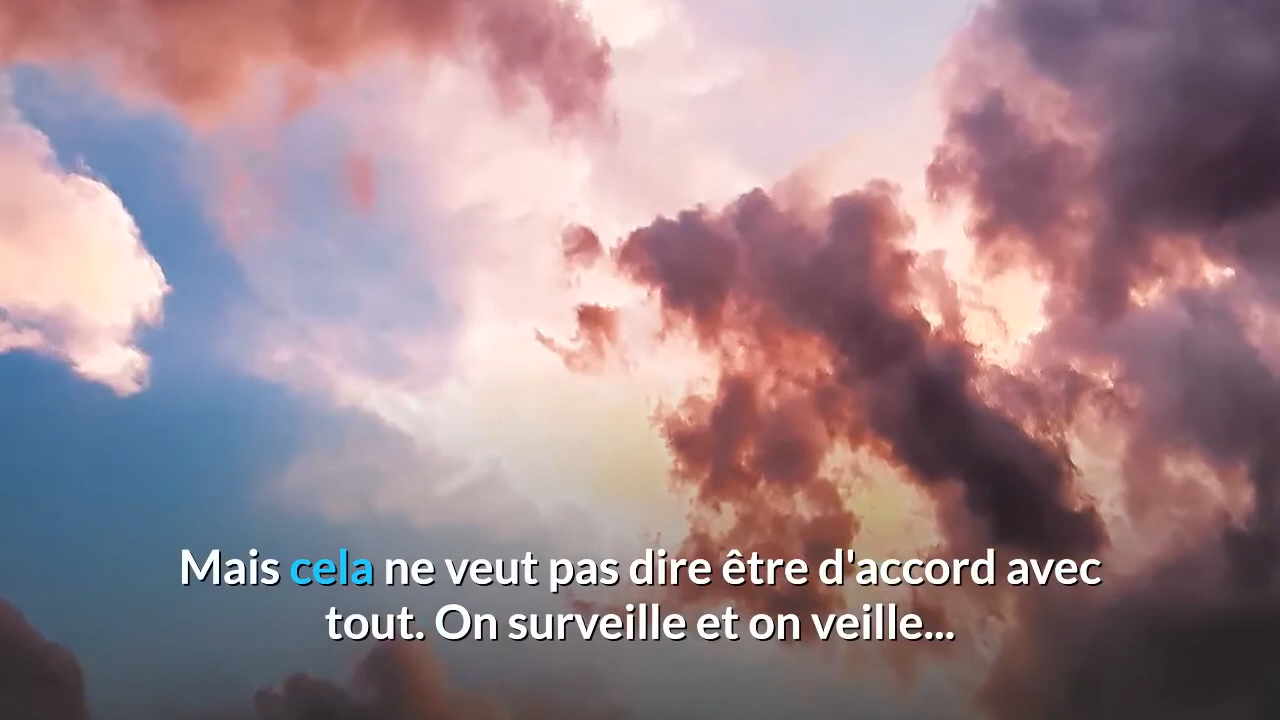 Mais cela ne veut pas dire être d'accord avec
tout. On surveille et on veille...